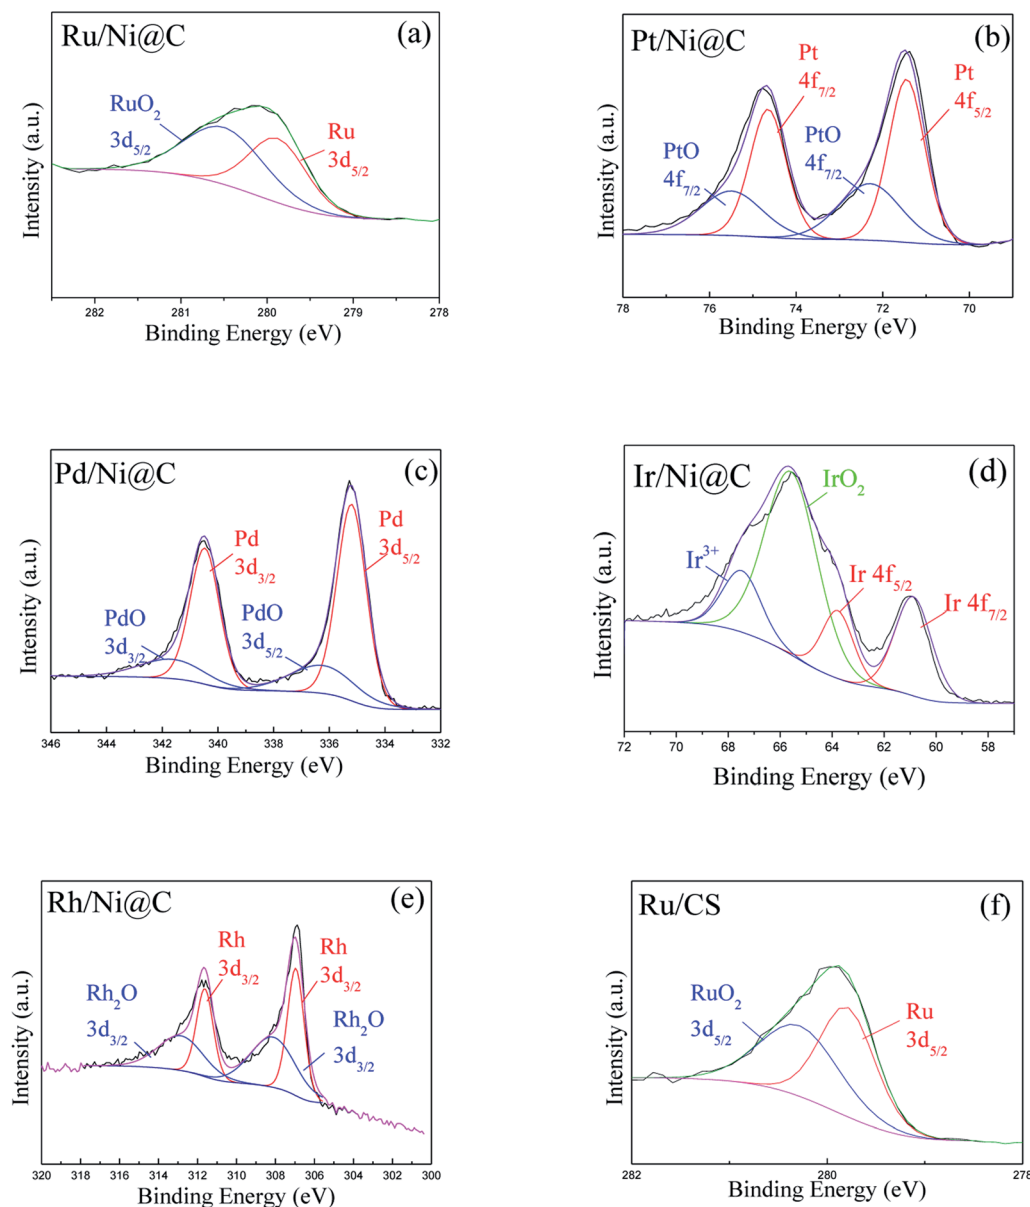 Ru/Ni@C
(a)
RuO2
3d5/2
Ru
3d5/2
Intensity (a.u.)
282 281 280 279 278
Binding Energy (eV)
Pt/Ni@C
(b)
Pt
4f7/2
Pt
4f5/2
PtO
4f7/2
PtO
4f7/2
Intensity (a.u.)
78 76 74 72 70
Binding Energy (eV)
Pd/Ni@C
(c)
Pd
3d5/2
Pd
3d3/2
PdO
3d3/2
PdO
3d5/2
Intensity (a.u.)
346 344 342 340 338 336 334 332
Binding Energy (eV)
Ir/Ni@C
(d)
IrO2
Ir3+
Ir 4f5/2
Ir 4f7/2
Intensity (a.u.)
72 70 68 66 64 62 60 58
Binding Energy (eV)
Rh/Ni@C
(e)
Rh
3d3/2
Rh
3d3/2
Rh2O
3d3/2
Rh2O
3d3/2
Intensity (a.u.)
320 318 316 314 312 310 308 306 304 302 300
Binding Energy (eV)
Ru/CS
(f)
RuO2
3d5/2
Ru
3d5/2
Intensity (a.u.)
282 280 278
Binding Energy (eV)